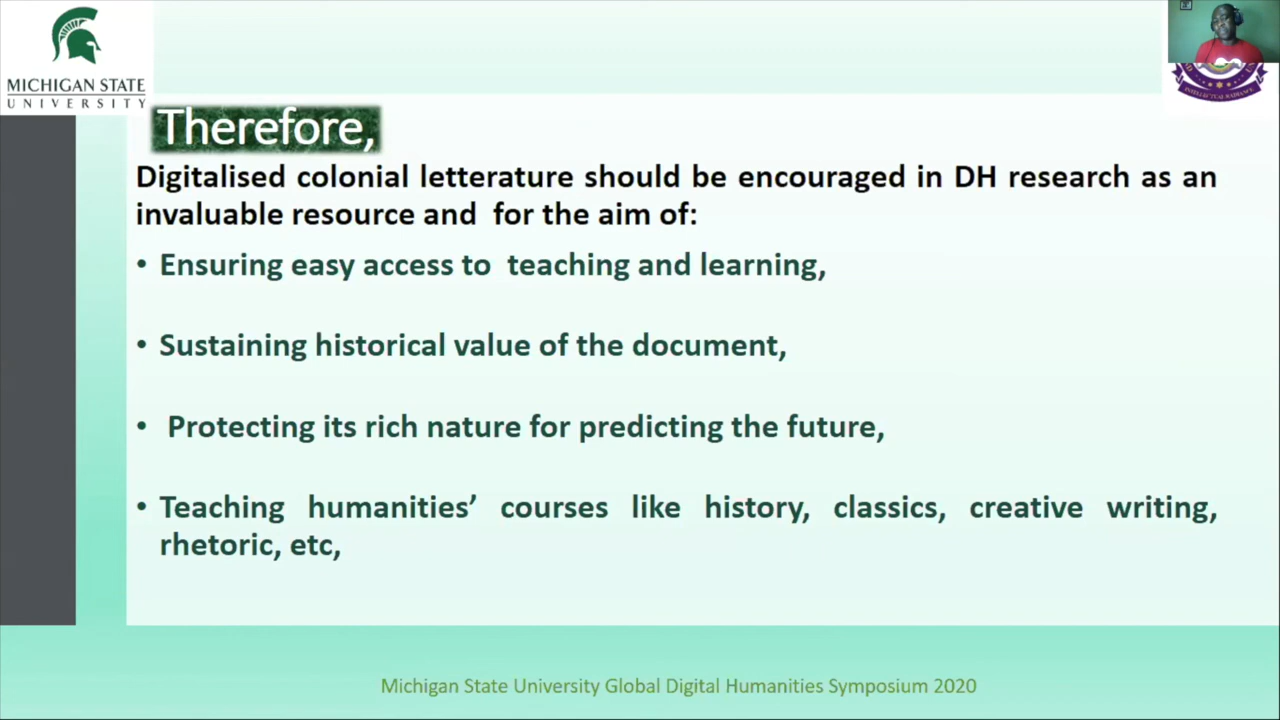 MICHIGAN STATE
UNIVERSITY
Therefore,
Digitalised colonial letterature should be encouraged in DH research as an
invaluable resource and for the aim of:
• Ensuring easy access to teaching and learning,
• Sustaining historical value of the document,
• Protecting its rich nature for predicting the future,
• Teaching humanities’ courses like history, classics, creative writing,
rhetoric, etc,
Michigan State University Global Digital Humanities Symposium 2020